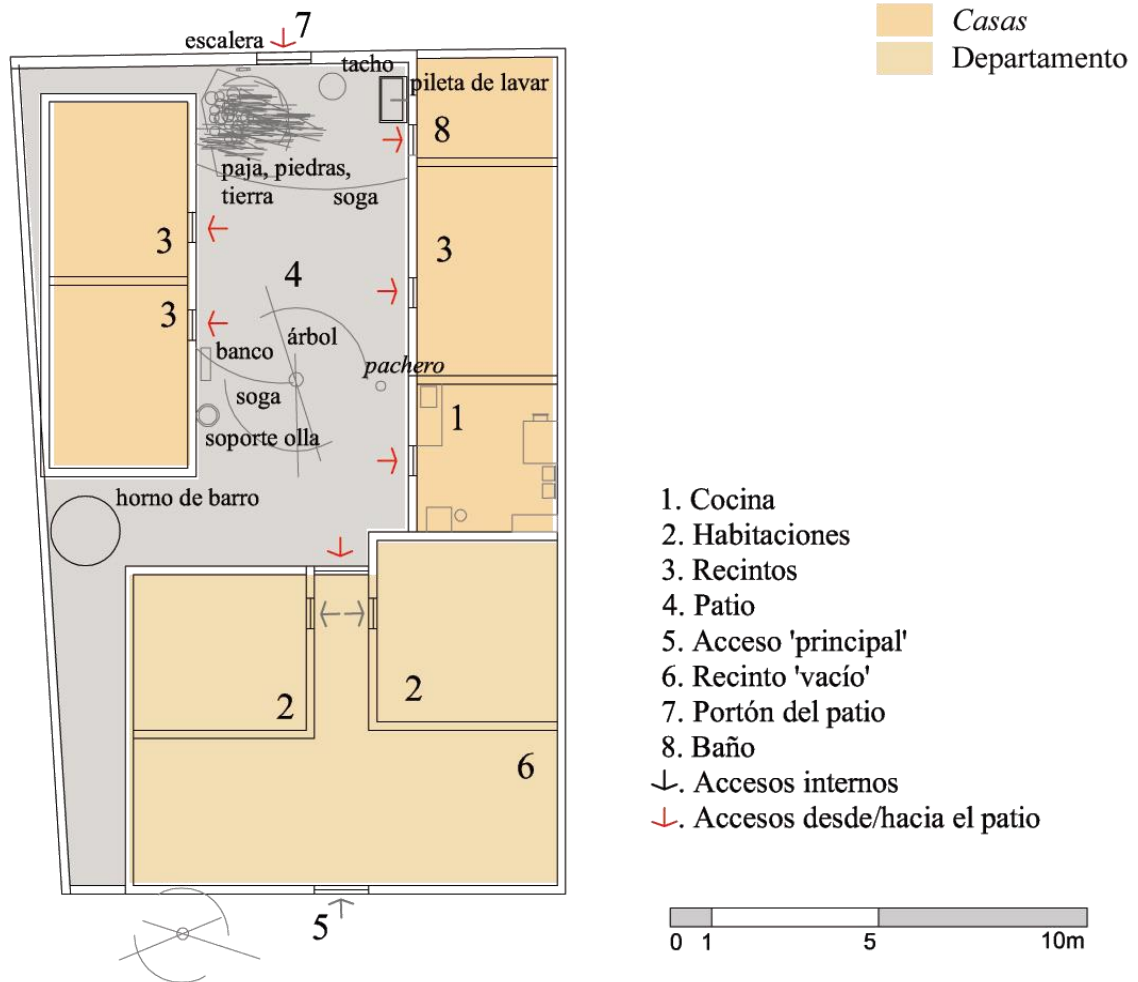 7
escalera
Casas
Departamento
tacho
pileta de lavar
8
paja, piedras,
tierra
soga
3
3
4
3
banco
árbol
pachero
soga
1
soporte olla
horno de barro
2
2
6
5
1. Cocina
2. Habitaciones
3. Recintos
4. Patio
5. Acceso 'principal'
6. Recinto 'vacío'
7. Portón del patio
8. Baño
. Accesos internos
. Accesos desde/hacia el patio
0 1 5 10m